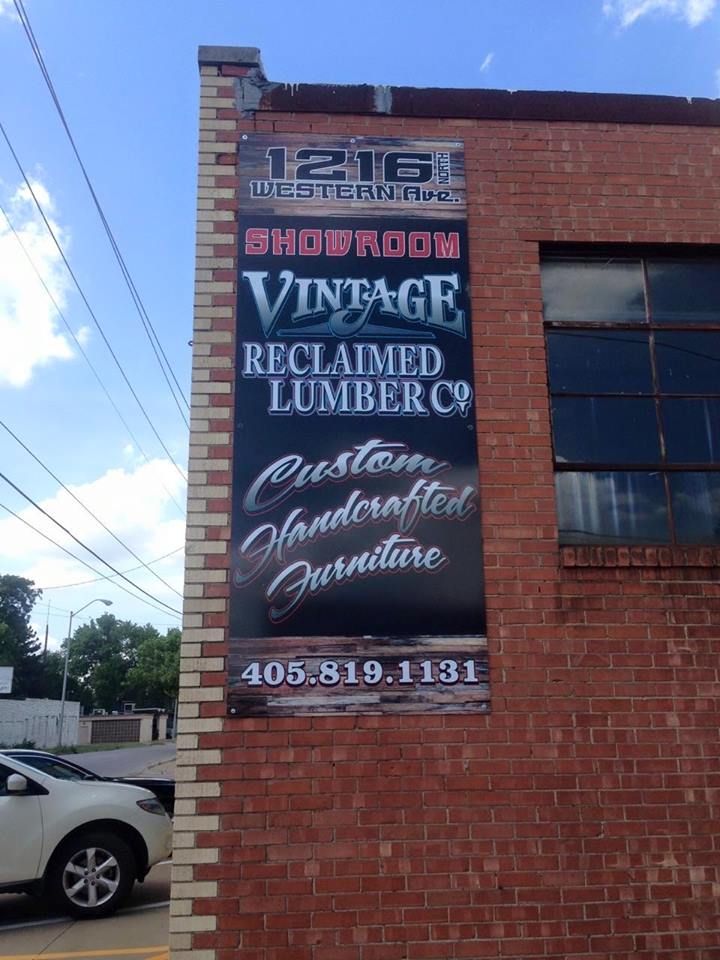 1216 NORTH
WESTERN Ave.
SHOWROOM
VINTAGE
RECLAIMED
LUMBER CO
Custom
Handcrafted
Furniture
405.819.1131